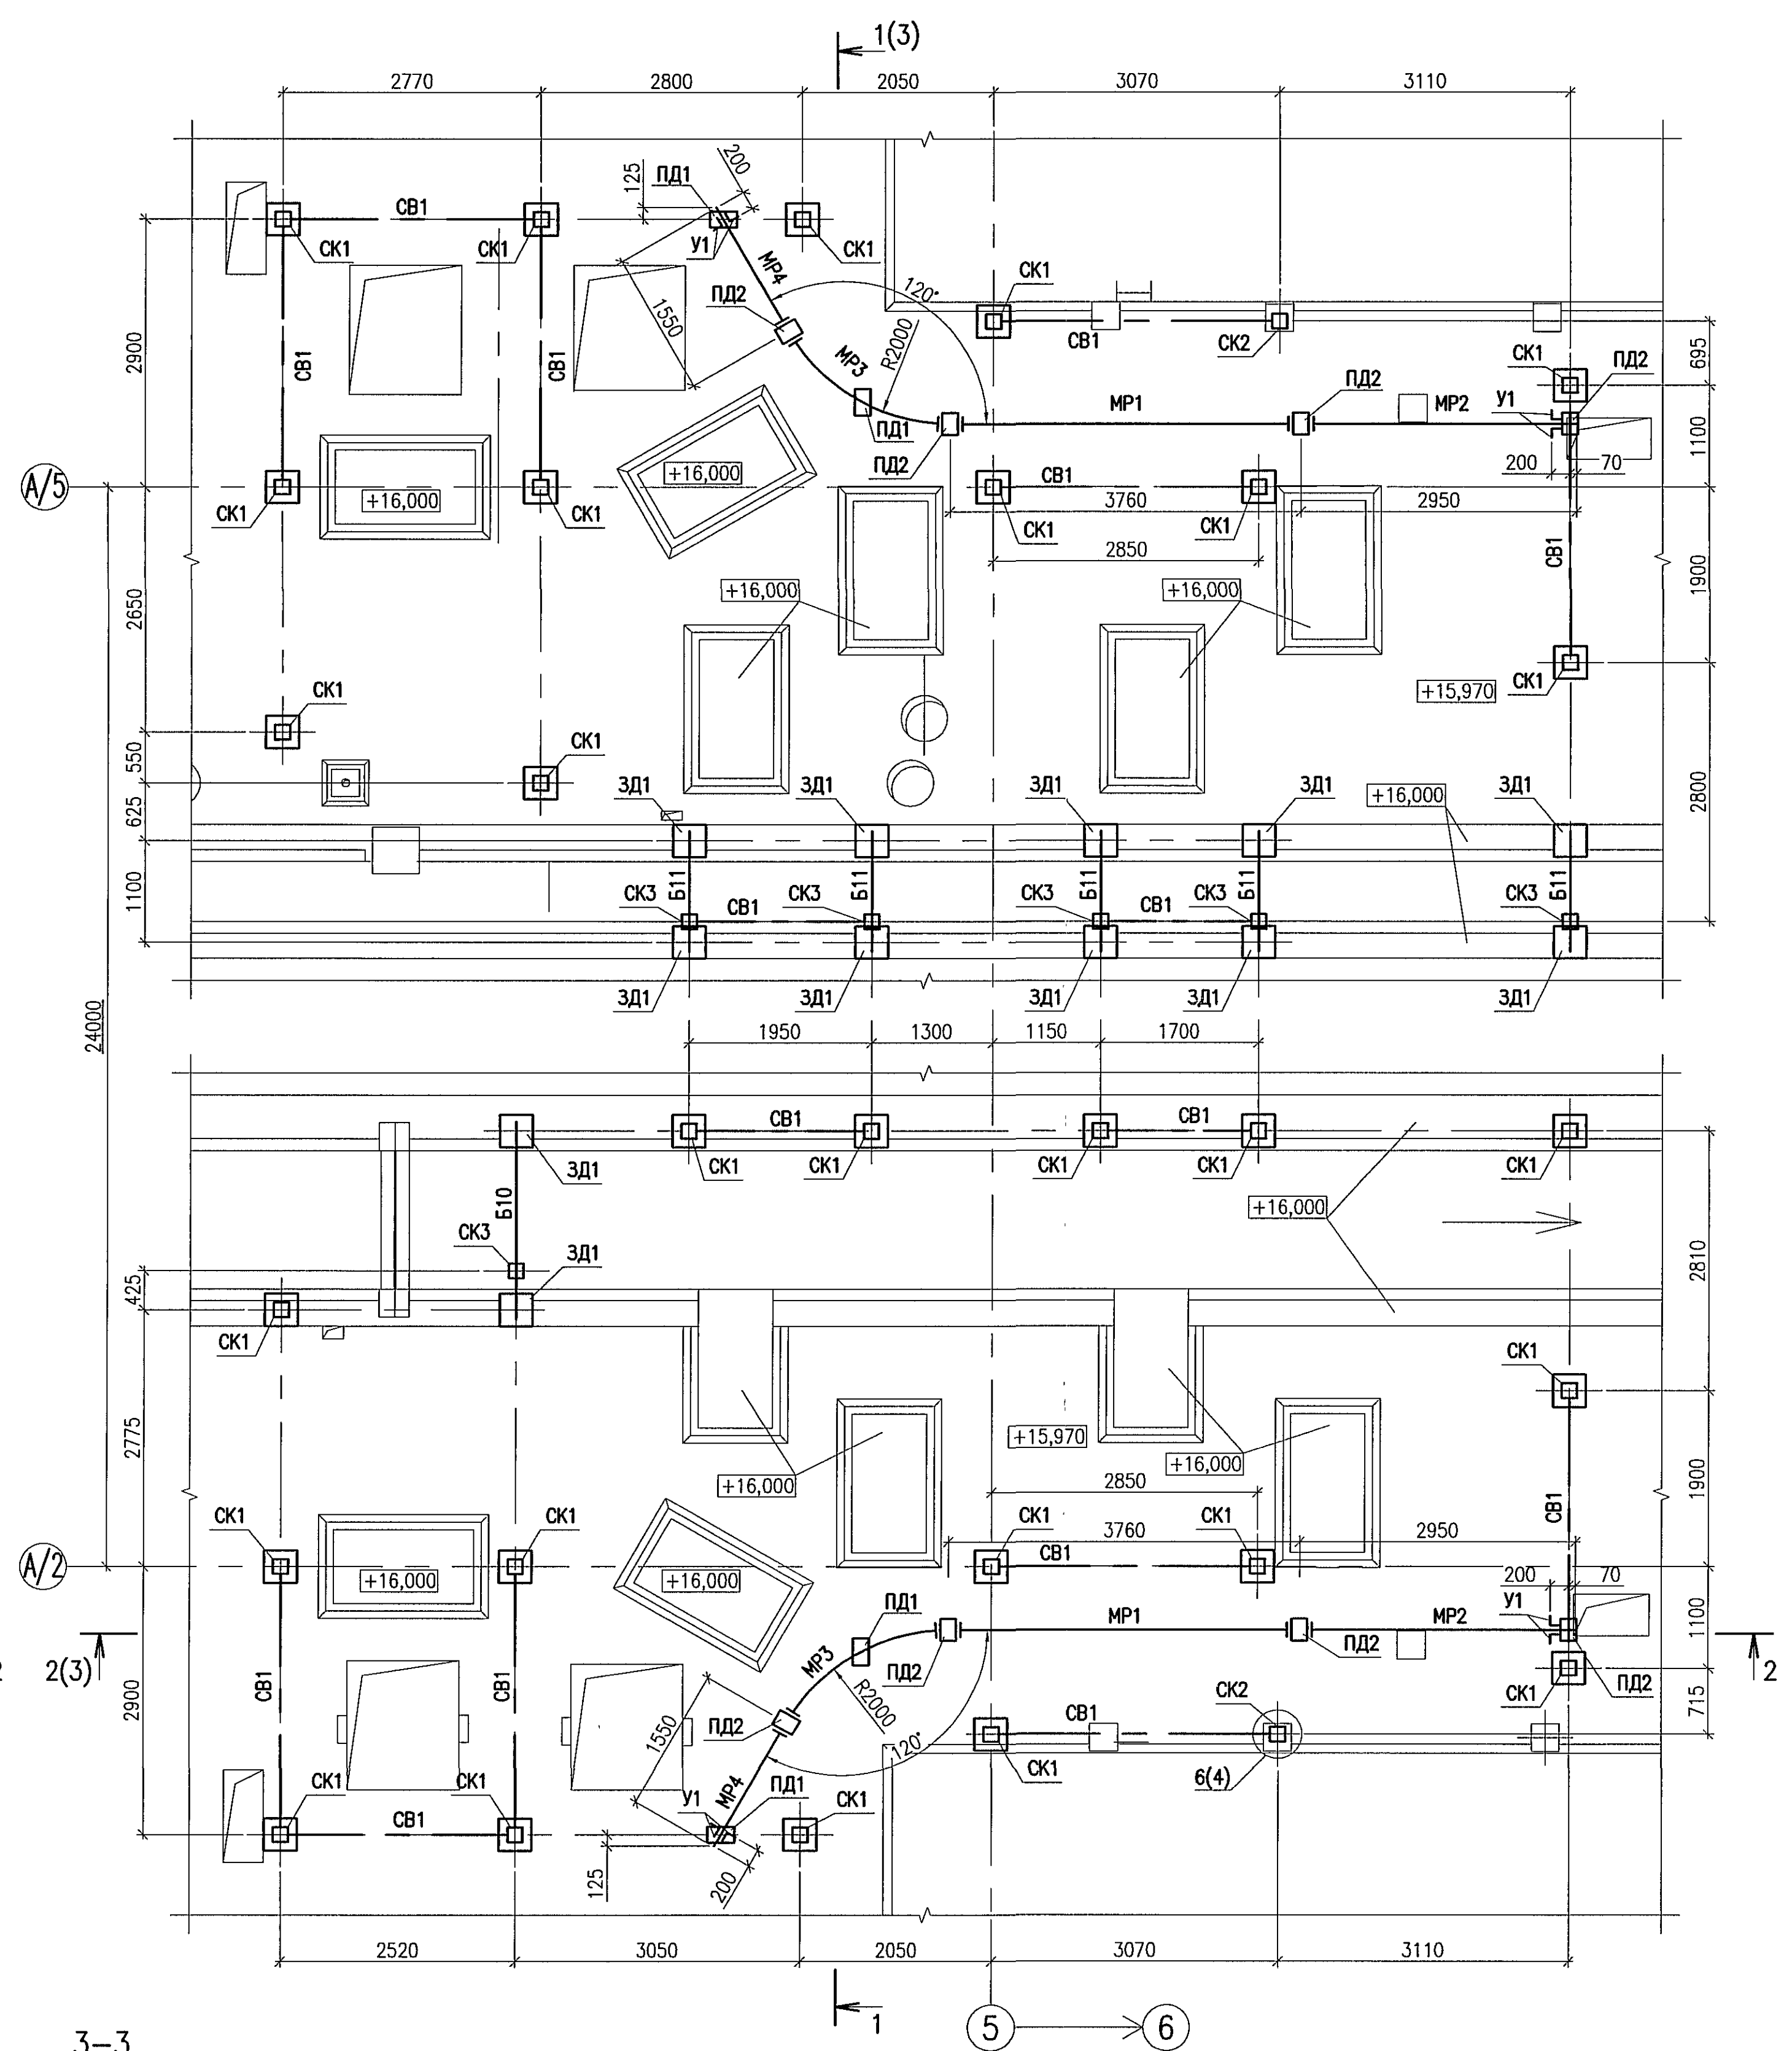 1(3)
2770 2800 2050 3070 3110
125 ПД1 200
СВ1
СК1 СК1 У1 МР4 СК1
СК1
ПД2 1550 120°
2900 СВ1 СВ1 МР3 R2000 СВ1 СК2 СК1 ПД2 695
ПД2 МР1 МР2 У1
ПД1 ПД2 1100
200 70
А/5 +16,000 +16,000 СВ1
СК1 СК1 3760 2950
СК1 СК1
2850 СВ1 1900
2650 +16,000 +16,000
СК1 СК1 +15,970
550 СК1
ЗД1 ЗД1 ЗД1 ЗД1 +16,000 ЗД1 2800
625
1100 СК3 Б11 СК3 Б11 СК3 Б11 СК3 Б11 СК3 Б11
СВ1 СВ1
ЗД1 ЗД1 ЗД1 ЗД1 ЗД1
24000
1950 1300 1150 1700
СВ1 СВ1
ЗД1 СК1 СК1 СК1 СК1 СК1
Б10 +16,000
СК3 ЗД1 2810
425
СК1 СК1
2775 +15,970
+16,000 +16,000
2850 1900
СК1 СК1 СК1 СК1 СВ1
3760 2950
А/2 +16,000 +16,000 СВ1
200 70
ПД1 МР1 МР2 У1 1100
2(3) 2
МР3 ПД2 ПД2 ПД2
СВ1 СВ1 R2000 СК2 СК1
2900 ПД2 1550 СВ1 715
120°
СК1 СК1 МР4 ПД1 СК1 СК1 6(4)
У1
СВ1
125 200
2520 3050 2050 3070 3110
1
5 6
3-3